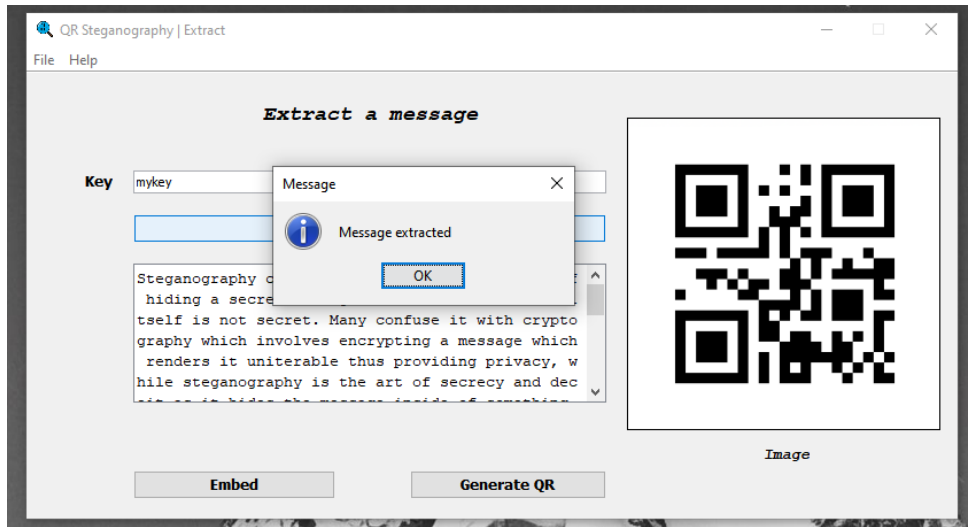 QR Steganography | Extract
File Help
Extract a message
Key mykey
Message
Message extracted
OK
Steganography
hiding a
tself is not secret. Many confuse it with crypto
graphy which involves encrypting a message which
renders it uniterable thus providing privacy, w
hile steganography is the art of secrecy and dec
Image
Embed Generate QR